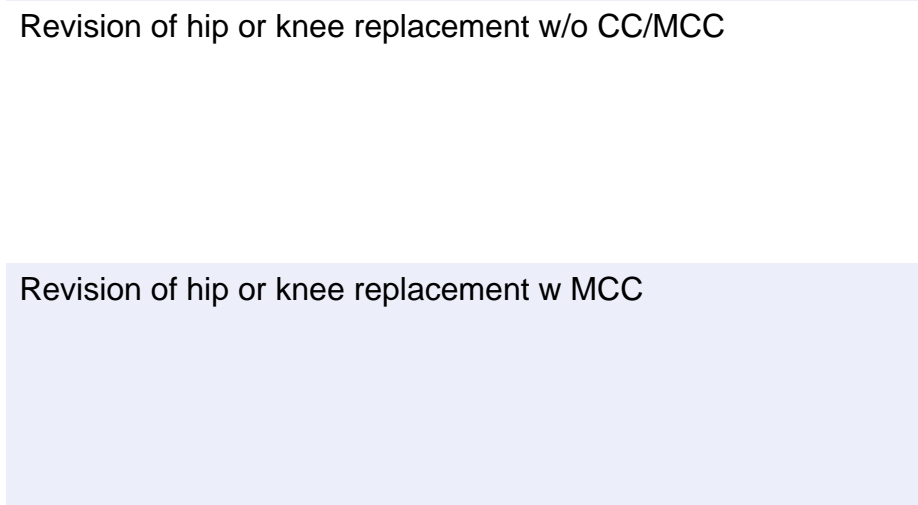 Revision of hip or knee replacement w/o CC/MCC
Revision of hip or knee replacement w MCC